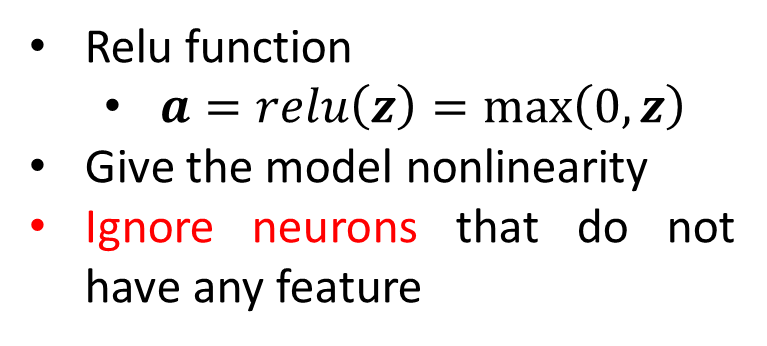 • Relu function
• a = relu(z) = max(0, z)
• Give the model nonlinearity
• Ignore neurons that do not
have any feature